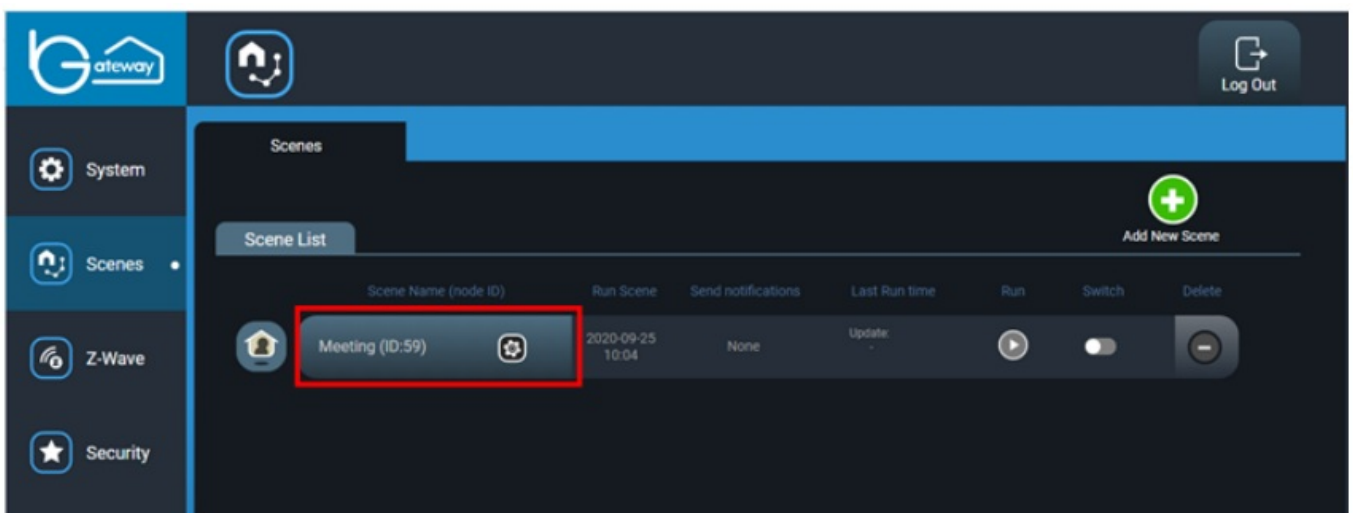 Gateway
Log Out
System
Scenes
Z-Wave
Security
Scenes
Add New Scene
Scene List
Scene Name (node ID) Run Scene Send notifications Last Run time Run Switch Delete
Meeting (ID:59) 2020-09-25 10:04 None Update: -